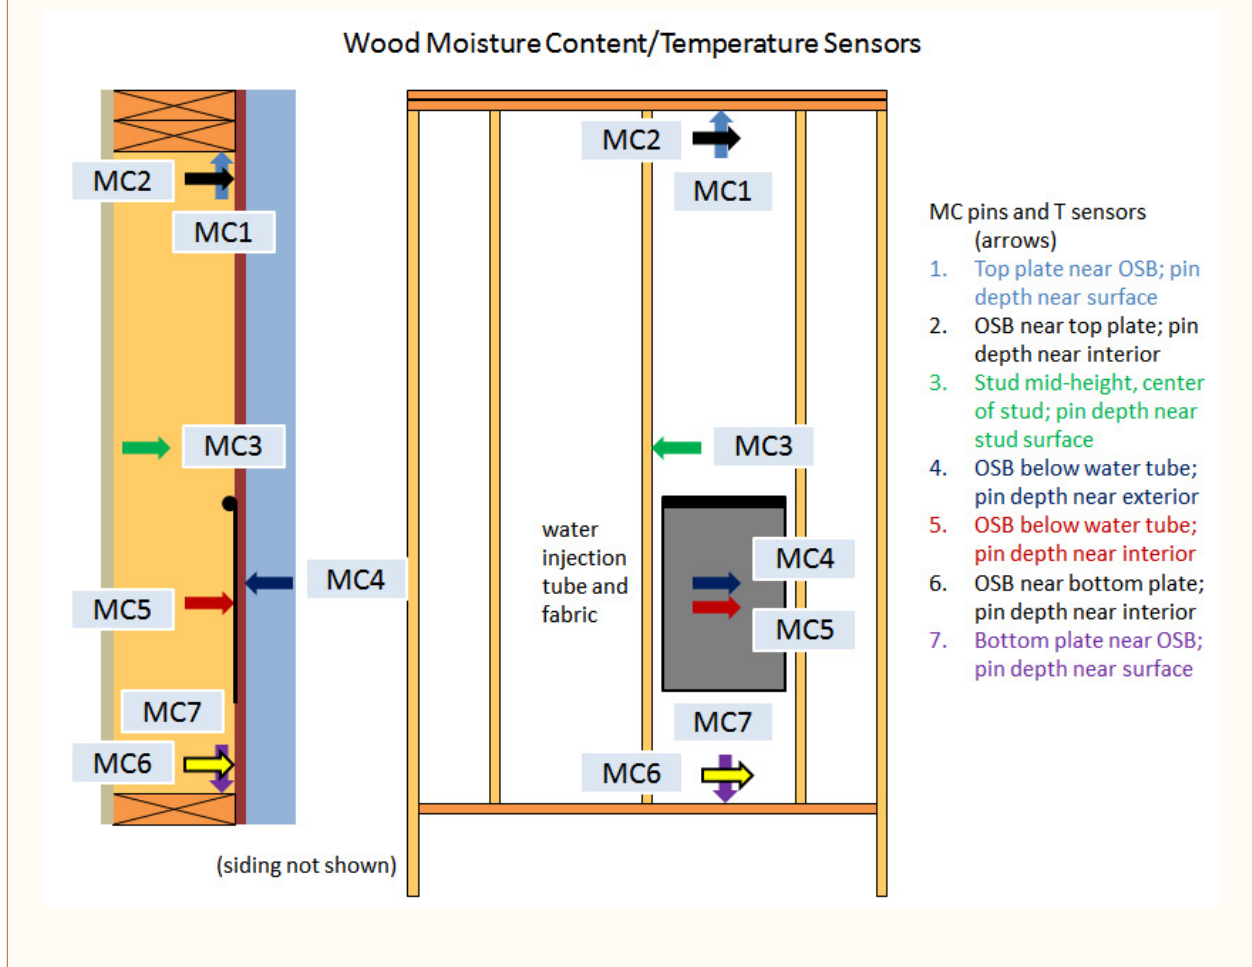 Wood Moisture Content/Temperature Sensors
MC2
MC1
MC3
MC4
MC5
MC7
MC6
(siding not shown)
MC2
MC1
MC3
water
injection
tube and
fabric
MC4
MC5
MC7
MC6
MC pins and T sensors
(arrows)
1. Top plate near OSB; pin
depth near surface
2. OSB near top plate; pin
depth near interior
3. Stud mid-height, center
of stud; pin depth near
stud surface
4. OSB below water tube;
pin depth near exterior
5. OSB below water tube;
pin depth near interior
6. OSB near bottom plate;
pin depth near interior
7. Bottom plate near OSB;
pin depth near surface